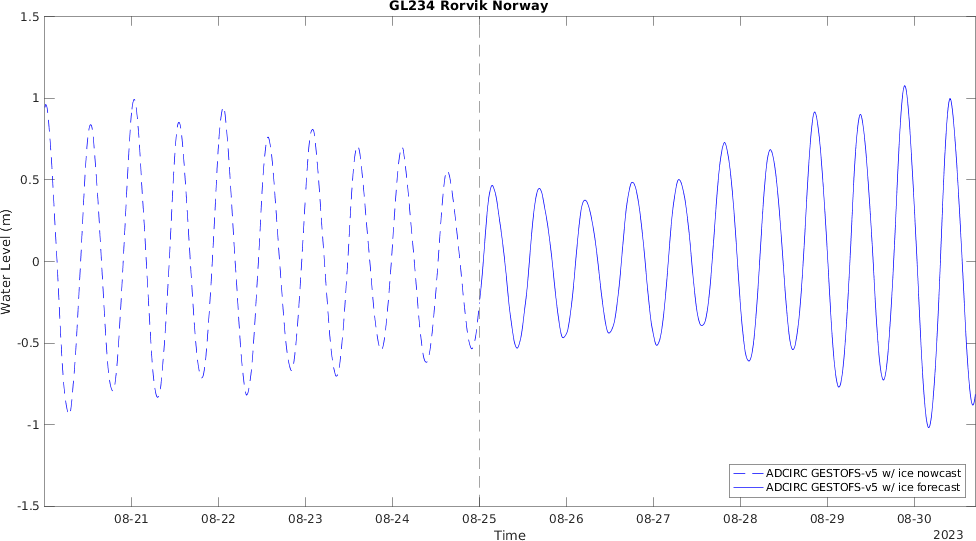 GL234 Rorvik Norway
1.5
1
0.5
0
-0.5
-1
-1.5
Water Level (m)
ADCIRC GESTOFS-v5 w/ ice nowcast
ADCIRC GESTOFS-v5 w/ ice forecast
08-21 08-22 08-23 08-24 08-25 08-26 08-27 08-28 08-29 08-30
Time
2023